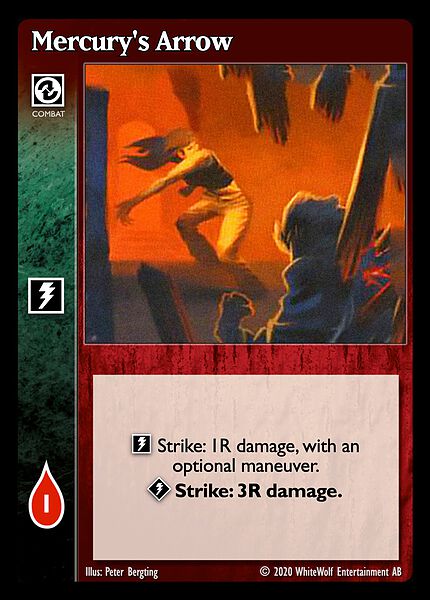 Mercury's Arrow
COMBAT
Strike: 1R damage, with an
optional maneuver.
Strike: 3R damage.
1
Illus: Peter Bergting
© 2020 WhiteWolf Entertainment AB